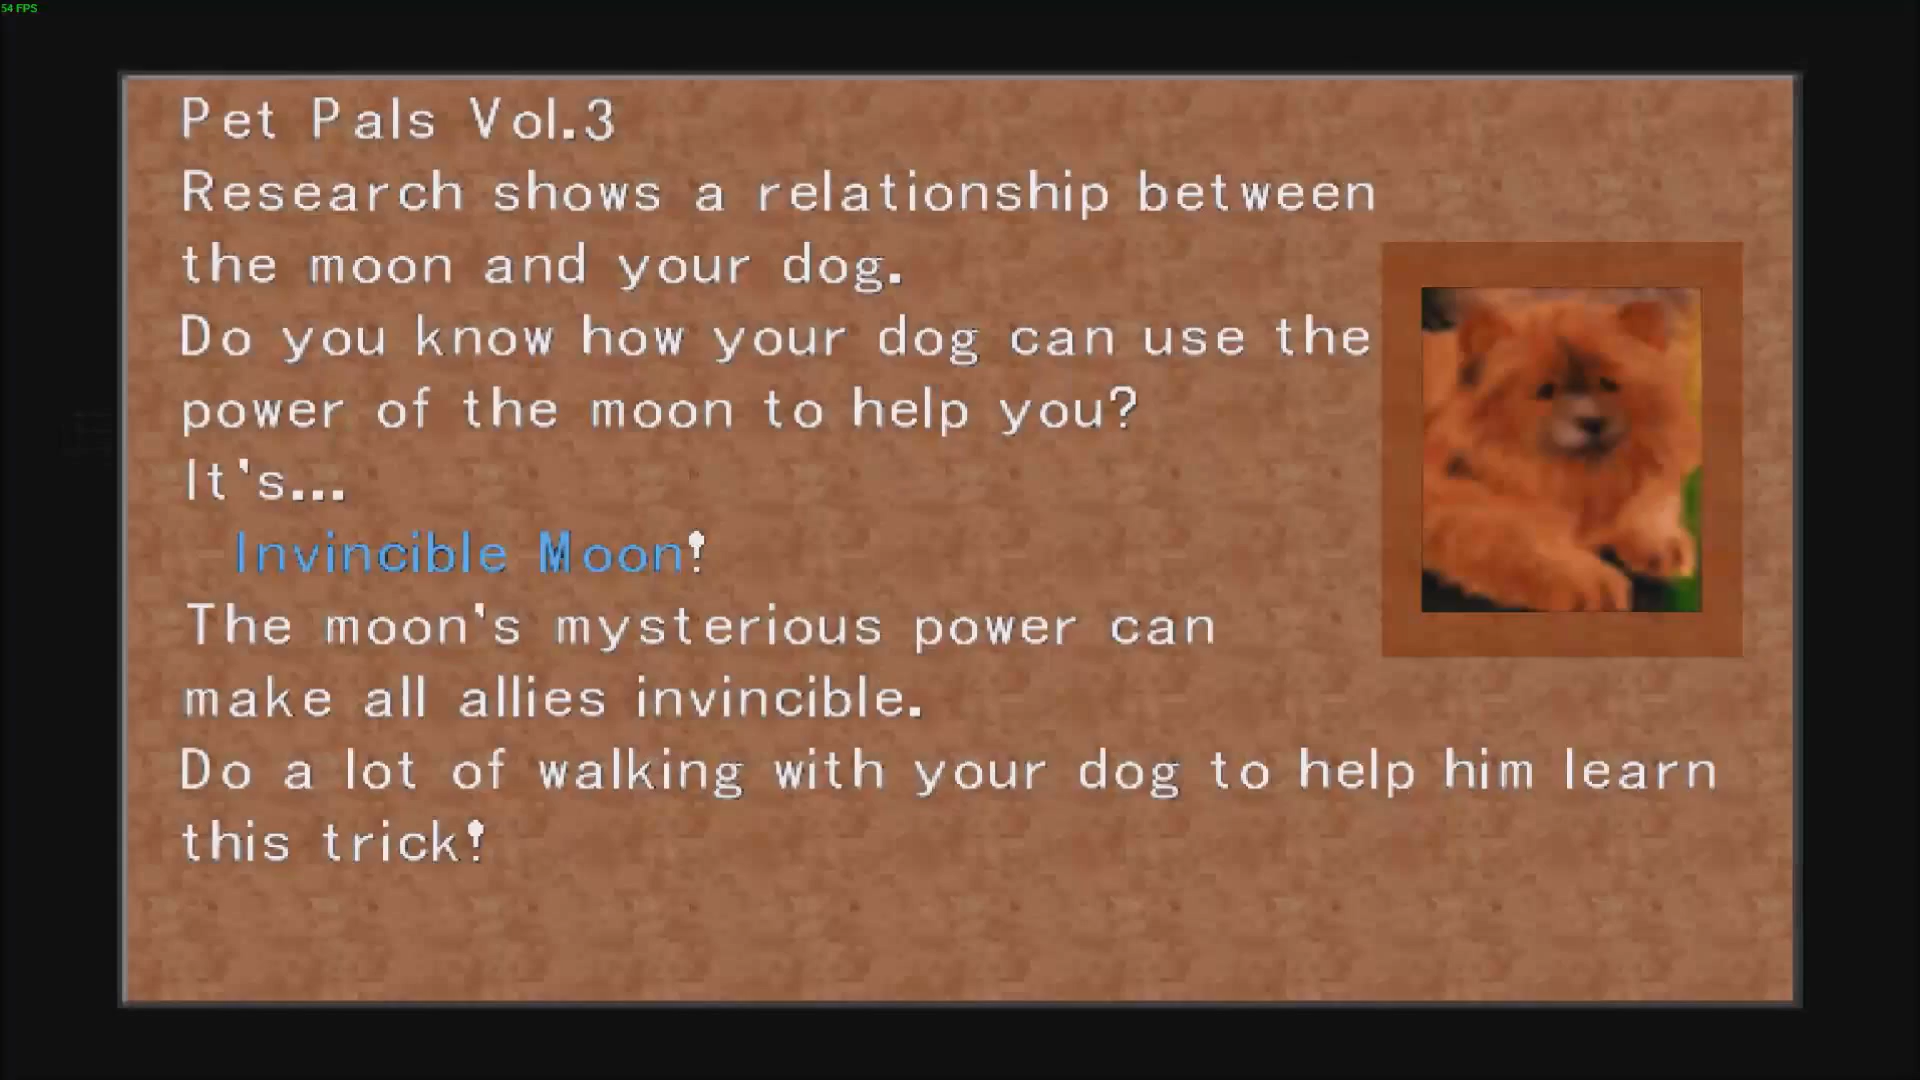 54 FPS
Pet Pals Vol.3
Research shows a relationship between
the moon and your dog.
Do you know how your dog can use the
power of the moon to help you?
It's...
Invincible Moon!
The moon's mysterious power can
make all allies invincible.
Do a lot of walking with your dog to help him learn
this trick!